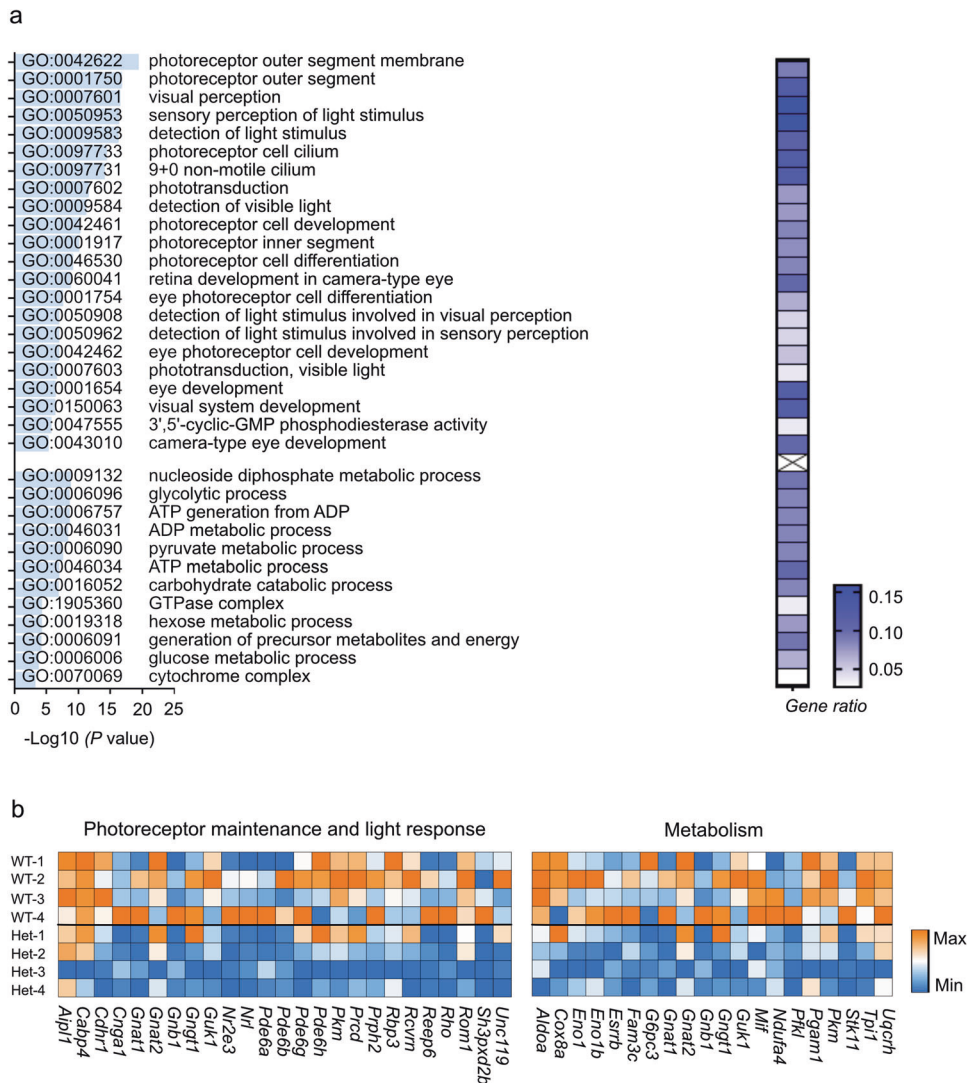 a
GO:0042622 photoreceptor outer segment membrane
GO:0001750 photoreceptor outer segment
GO:0007601 visual perception
GO:0050953 sensory perception of light stimulus
GO:0009583 detection of light stimulus
GO:0097733 photoreceptor cell cilium
GO:0097731 9+0 non-motile cilium
GO:0007602 phototransduction
GO:0009584 detection of visible light
GO:0042461 photoreceptor cell development
GO:0001917 photoreceptor inner segment
GO:0046530 photoreceptor cell differentiation
GO:0060041 retina development in camera-type eye
GO:0001754 eye photoreceptor cell differentiation
GO:0050908 detection of light stimulus involved in visual perception
GO:0050962 detection of light stimulus involved in sensory perception
GO:0042462 eye photoreceptor cell development
GO:0007603 phototransduction, visible light
GO:0001654 eye development
GO:0150063 visual system development
GO:0047555 3',5'-cyclic-GMP phosphodiesterase activity
GO:0043010 camera-type eye development
GO:0009132 nucleoside diphosphate metabolic process
GO:0006096 glycolytic process
GO:0006757 ATP generation from ADP
GO:0046031 ADP metabolic process
GO:0006090 pyruvate metabolic process
GO:0046034 ATP metabolic process
GO:0016052 carbohydrate catabolic process
GO:1905360 GTPase complex
GO:0019318 hexose metabolic process
GO:0006091 generation of precursor metabolites and energy
GO:0006006 glucose metabolic process
GO:0070069 cytochrome complex
0 5 10 15 20 25
-Log10 (P value)
0.15
0.10
0.05
Gene ratio
b
Photoreceptor maintenance and light response
Metabolism
WT-1
WT-2
WT-3
WT-4
Het-1
Het-2
Het-3
Het-4
Max
Min
Aipl1 Cabp4 Cdhr1 Cnga1 Gnat1 Gnat2 Gnb1 Gngt1 Guk1 Nr2e3 Nrl Pde6a Pde6b Pde6g Pde6h Pkm Prcd Prph2 Rbp3 Rcvrn Reep6 Rho Rom1 Sh3pxd2b Unc119
Aldoa Cox8a Eno1 Eno1b Esrrb Fam3c G6pc3 Gnat1 Gnat2 Gnb1 Gngt1 Guk1 Mif Ndufa4 Pfkl Pgam1 Pkm Stk11 Tpi1 Uqcrh